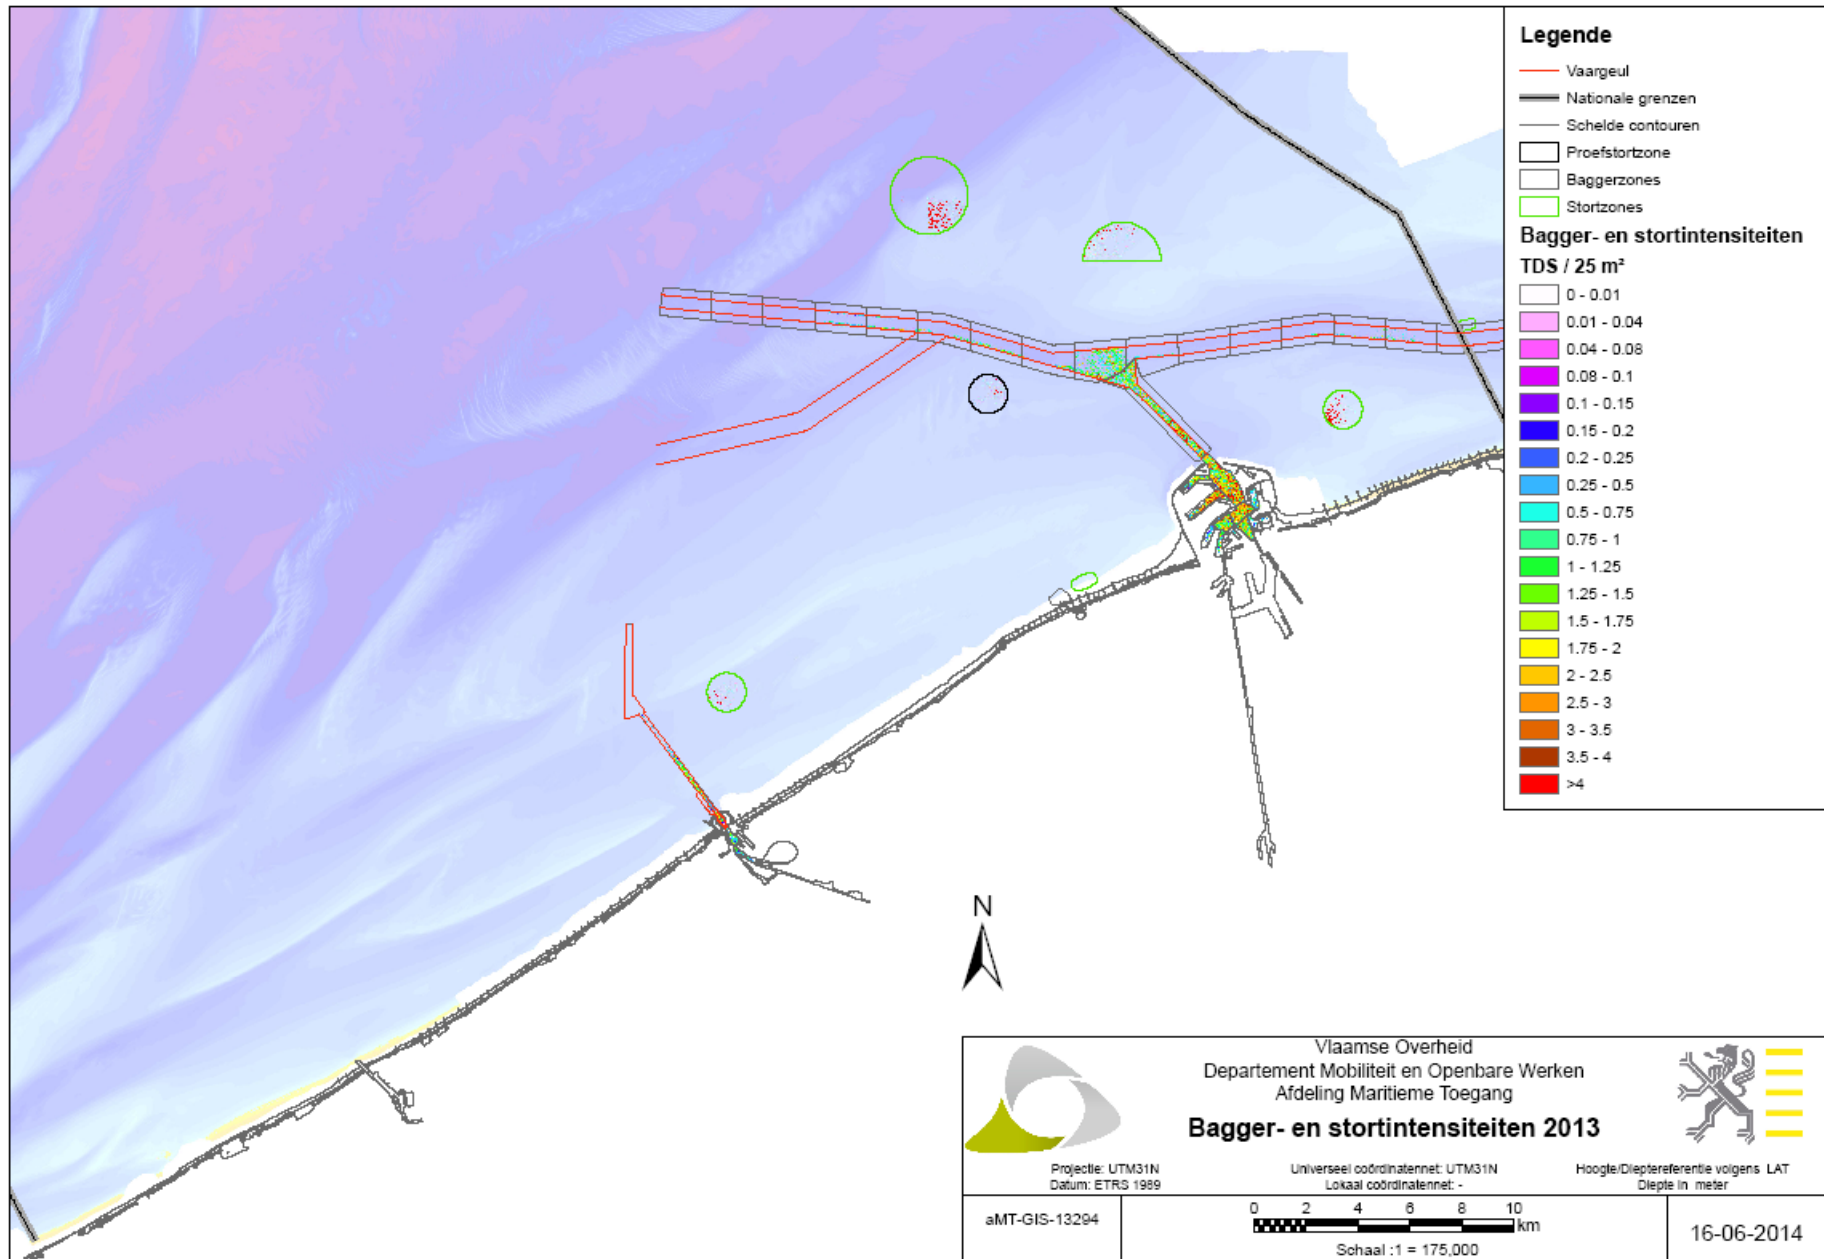 Legende
Vaargeul
Nationale grenzen
Schelde contouren
Proefstortzone
Baggerzones
Stortzones
Bagger- en stortintensiteiten
TDS / 25 m²
0 - 0.01
0.01 - 0.04
0.04 - 0.08
0.08 - 0.1
0.1 - 0.15
0.15 - 0.2
0.2 - 0.25
0.25 - 0.5
0.5 - 0.75
0.75 - 1
1 - 1.25
1.25 - 1.5
1.5 - 1.75
1.75 - 2
2 - 2.5
2.5 - 3
3 - 3.5
3.5 - 4
>4
N
Vlaamse Overheid
Departement Mobiliteit en Openbare Werken
Afdeling Maritieme Toegang
Bagger- en stortintensiteiten 2013
Projectie: UTM31N
Datum: ETRS 1989
Universeel coördinatennet: UTM31N
Lokaal coördinatennet: -
Hoogte/Dieptereferentie volgens LAT
Diepte in meter
aMT-GIS-13294
0 2 4 6 8 10
km
Schaal :1 = 175,000
16-06-2014